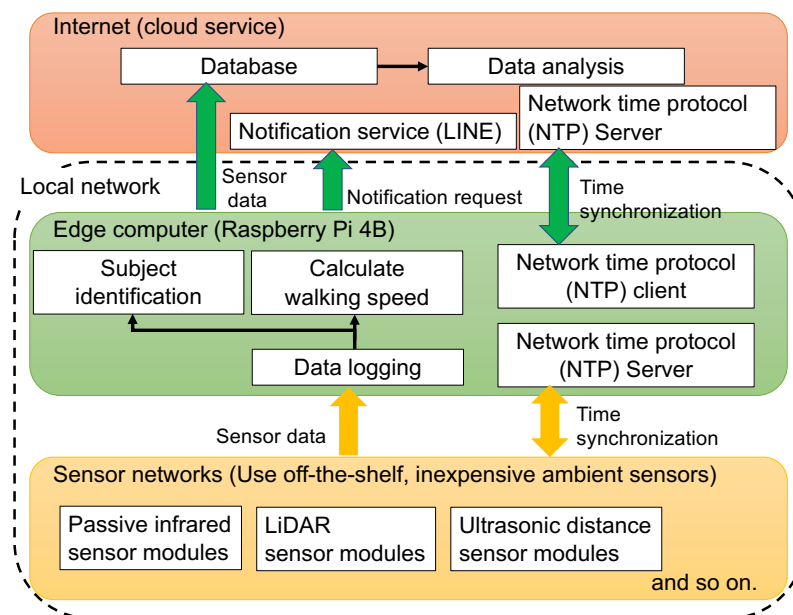 Internet (cloud service)
Database
Data analysis
Network time protocol
(NTP) Server
Notification service (LINE)
Local network
Sensor
data
Notification request
Time
synchronization
Edge computer (Raspberry Pi 4B)
Subject
identification
Calculate
walking speed
Network time protocol
(NTP) client
Data logging
Network time protocol
(NTP) Server
Sensor data
Time
synchronization
Sensor networks (Use off-the-shelf, inexpensive ambient sensors)
Passive infrared
sensor modules
LiDAR
sensor modules
Ultrasonic distance
sensor modules
and so on.